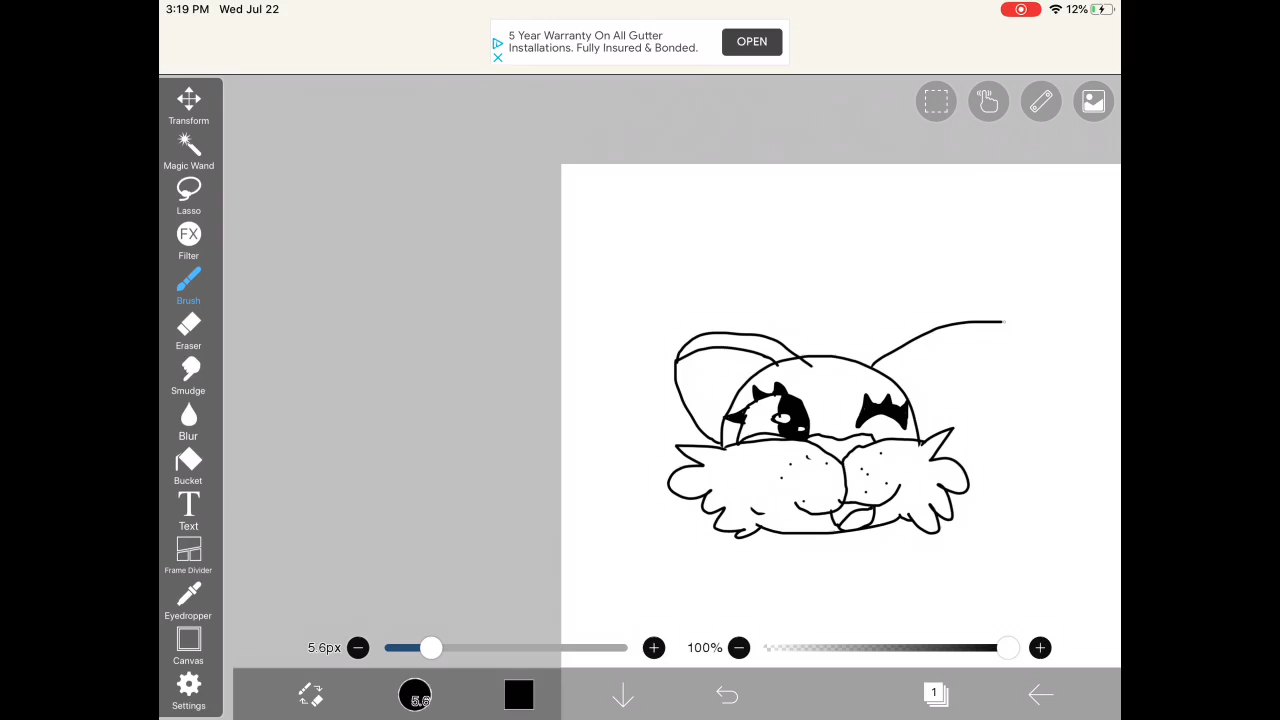 3:19 PM Wed Jul 22
12%
5 Year Warranty On All Gutter
Installations. Fully Insured & Bonded.
OPEN
Transform
Magic Wand
Lasso
FX
Filter
Brush
Eraser
Smudge
Blur
Bucket
T
Text
Frame Divider
Eyedropper
Canvas
Settings
5.6px
100%
5.6
1